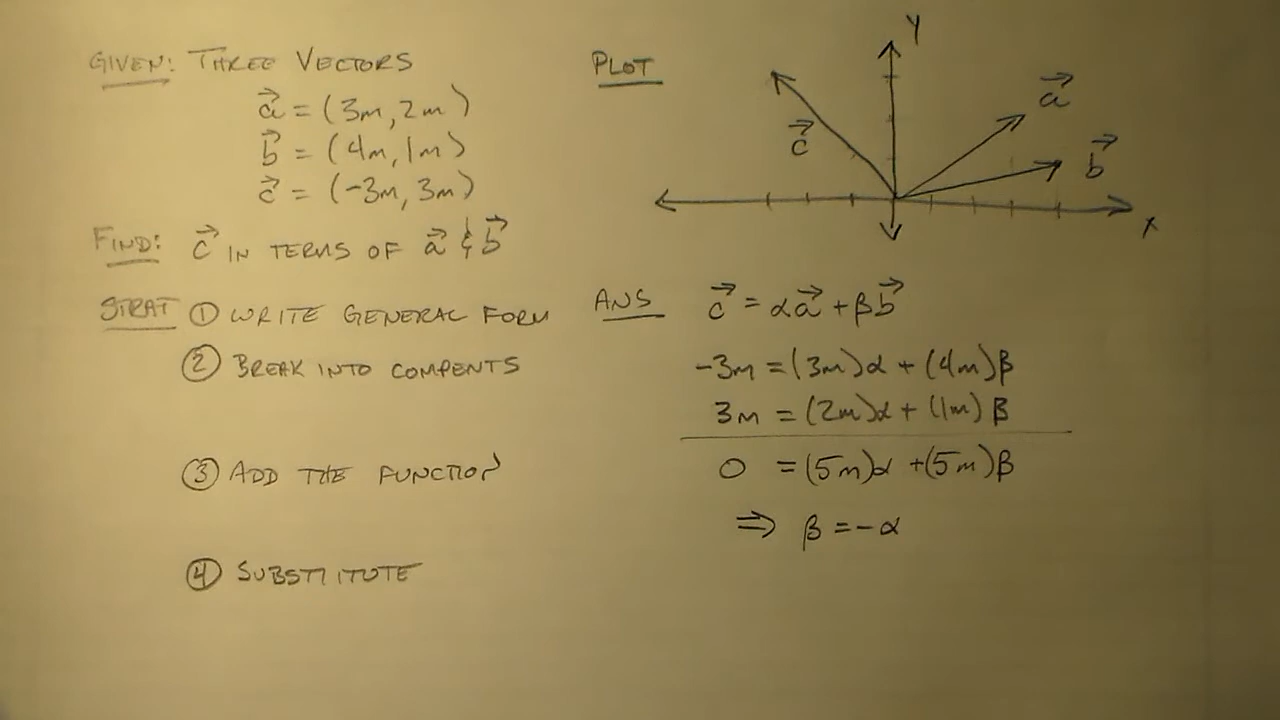 GIVEN: THREE VECTORS
a⃗ = (3m, 2m)
b⃗ = (4m, 1m)
c⃗ = (-3m, 3m)
FIND: c⃗ IN TERMS OF a⃗ & b⃗
STRAT ① WRITE GENERAL FORM
② BREAK INTO COMPENTS
③ ADD THE FUNCTION
④ SUBSTITUTE
PLOT
Y
a⃗
c⃗
b⃗
X
ANS c⃗ = αa⃗ + βb⃗
-3m = (3m)α + (4m)β
3m = (2m)α + (1m)β
0 = (5m)α + (5m)β
⇒ β = -α